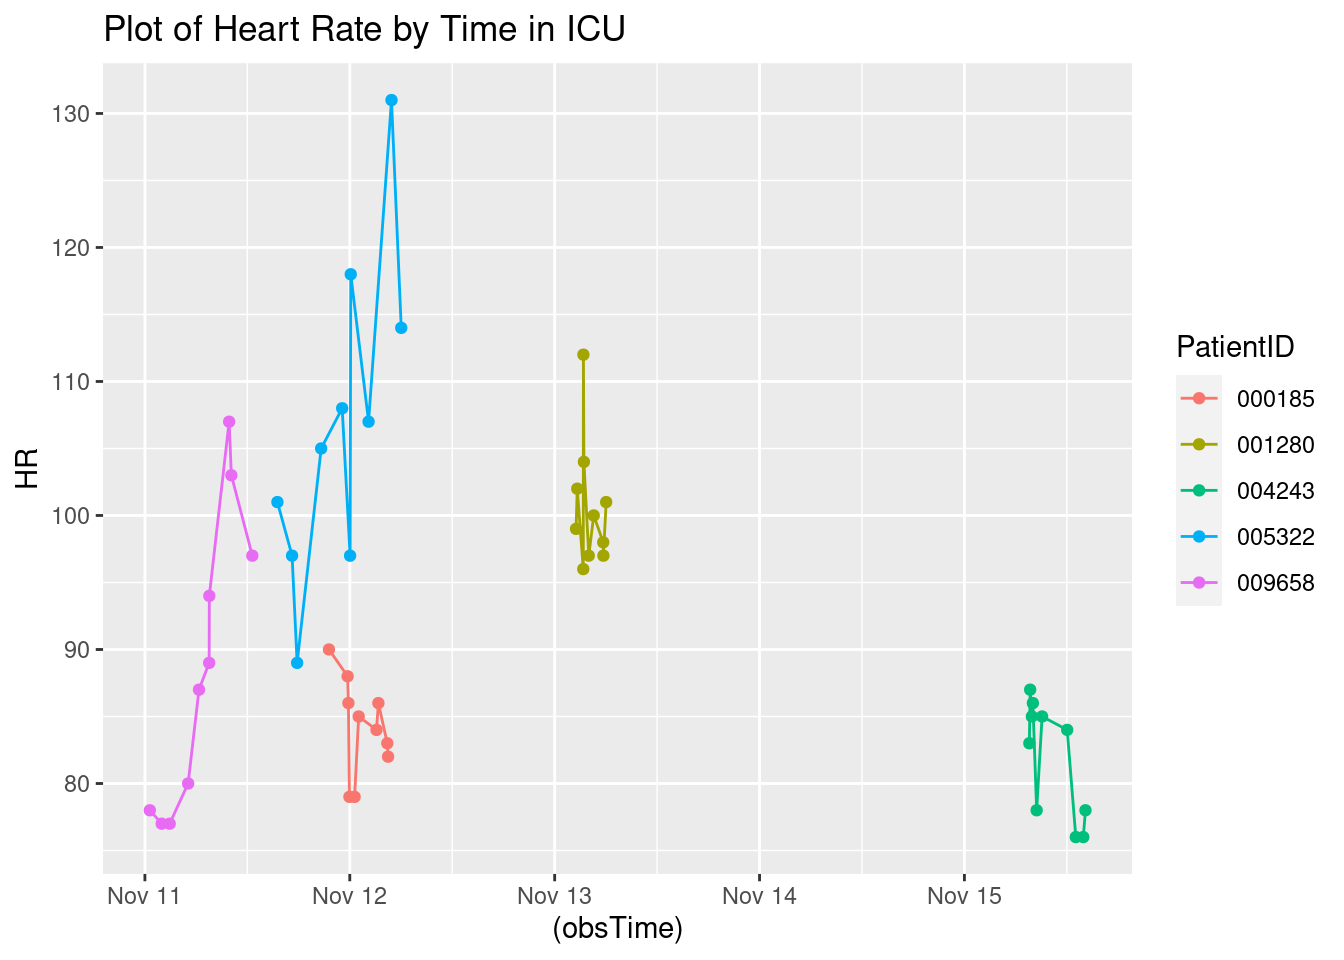 Plot of Heart Rate by Time in ICU
130
120
110
100
90
80
HR
Nov 11
Nov 12
Nov 13
Nov 14
Nov 15
(obsTime)
PatientID
000185
001280
004243
005322
009658